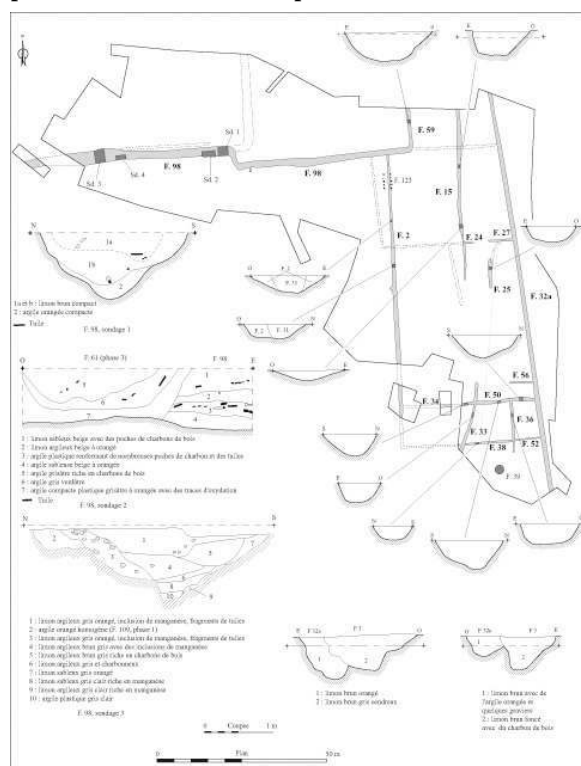 Sd. 1
F. 59
F. 98
Sd. 3
Sd. 4
Sd. 2
F. 98
F. 123
F. 15
F. 2
F. 24
F. 27
F. 25
F. 32a
F. 56
F. 34
F. 50
F. 33
F. 36
F. 38
F. 52
N S
1a
1b
2
1a et b : limon brun compact
2 : argile orangée compacte
Tuile
F. 98, sondage 1
F. 61 (phase 3) F. 98
O E
1 : limon sableux beige avec des poches de charbons de bois
2 : limon argileux beige à orangé
3 : argile plastique renfermant de nombreuses poches de charbon et des tuiles
4 : argile sableuse beige à orangée
5 : argile grisâtre riche en charbons de bois
6 : argile gris verdâtre
7 : argile compacte plastique grisâtre à orangée avec des traces d'oxydation
Tuile
F. 98, sondage 2
1 : limon argileux gris orangé, inclusion de manganèse, fragments de tuiles
2 : argile orangé homogène (F. 109, phase 1)
3 : limon argileux gris orangé, inclusion de manganèse, fragments de tuiles
4 : limon argileux brun gris avec des inclusions de manganèse
5 : limon argileux brun gris riche en charbons de bois
6 : limon argileux gris et charbonneux
7 : limon sableux gris orangé
8 : limon sableux gris clair riche en manganèse
9 : limon argileux gris clair riche en manganèse
10 : argile plastique gris clair
F. 98, sondage 3
1 : limon brun orangé
2 : limon brun gris cendreux
1 : limon brun avec de
l'argile orangée et
quelques graviers
2 : limon brun foncé
avec du charbon de bois
0 Coupe 1 m
0 Plan 50 m